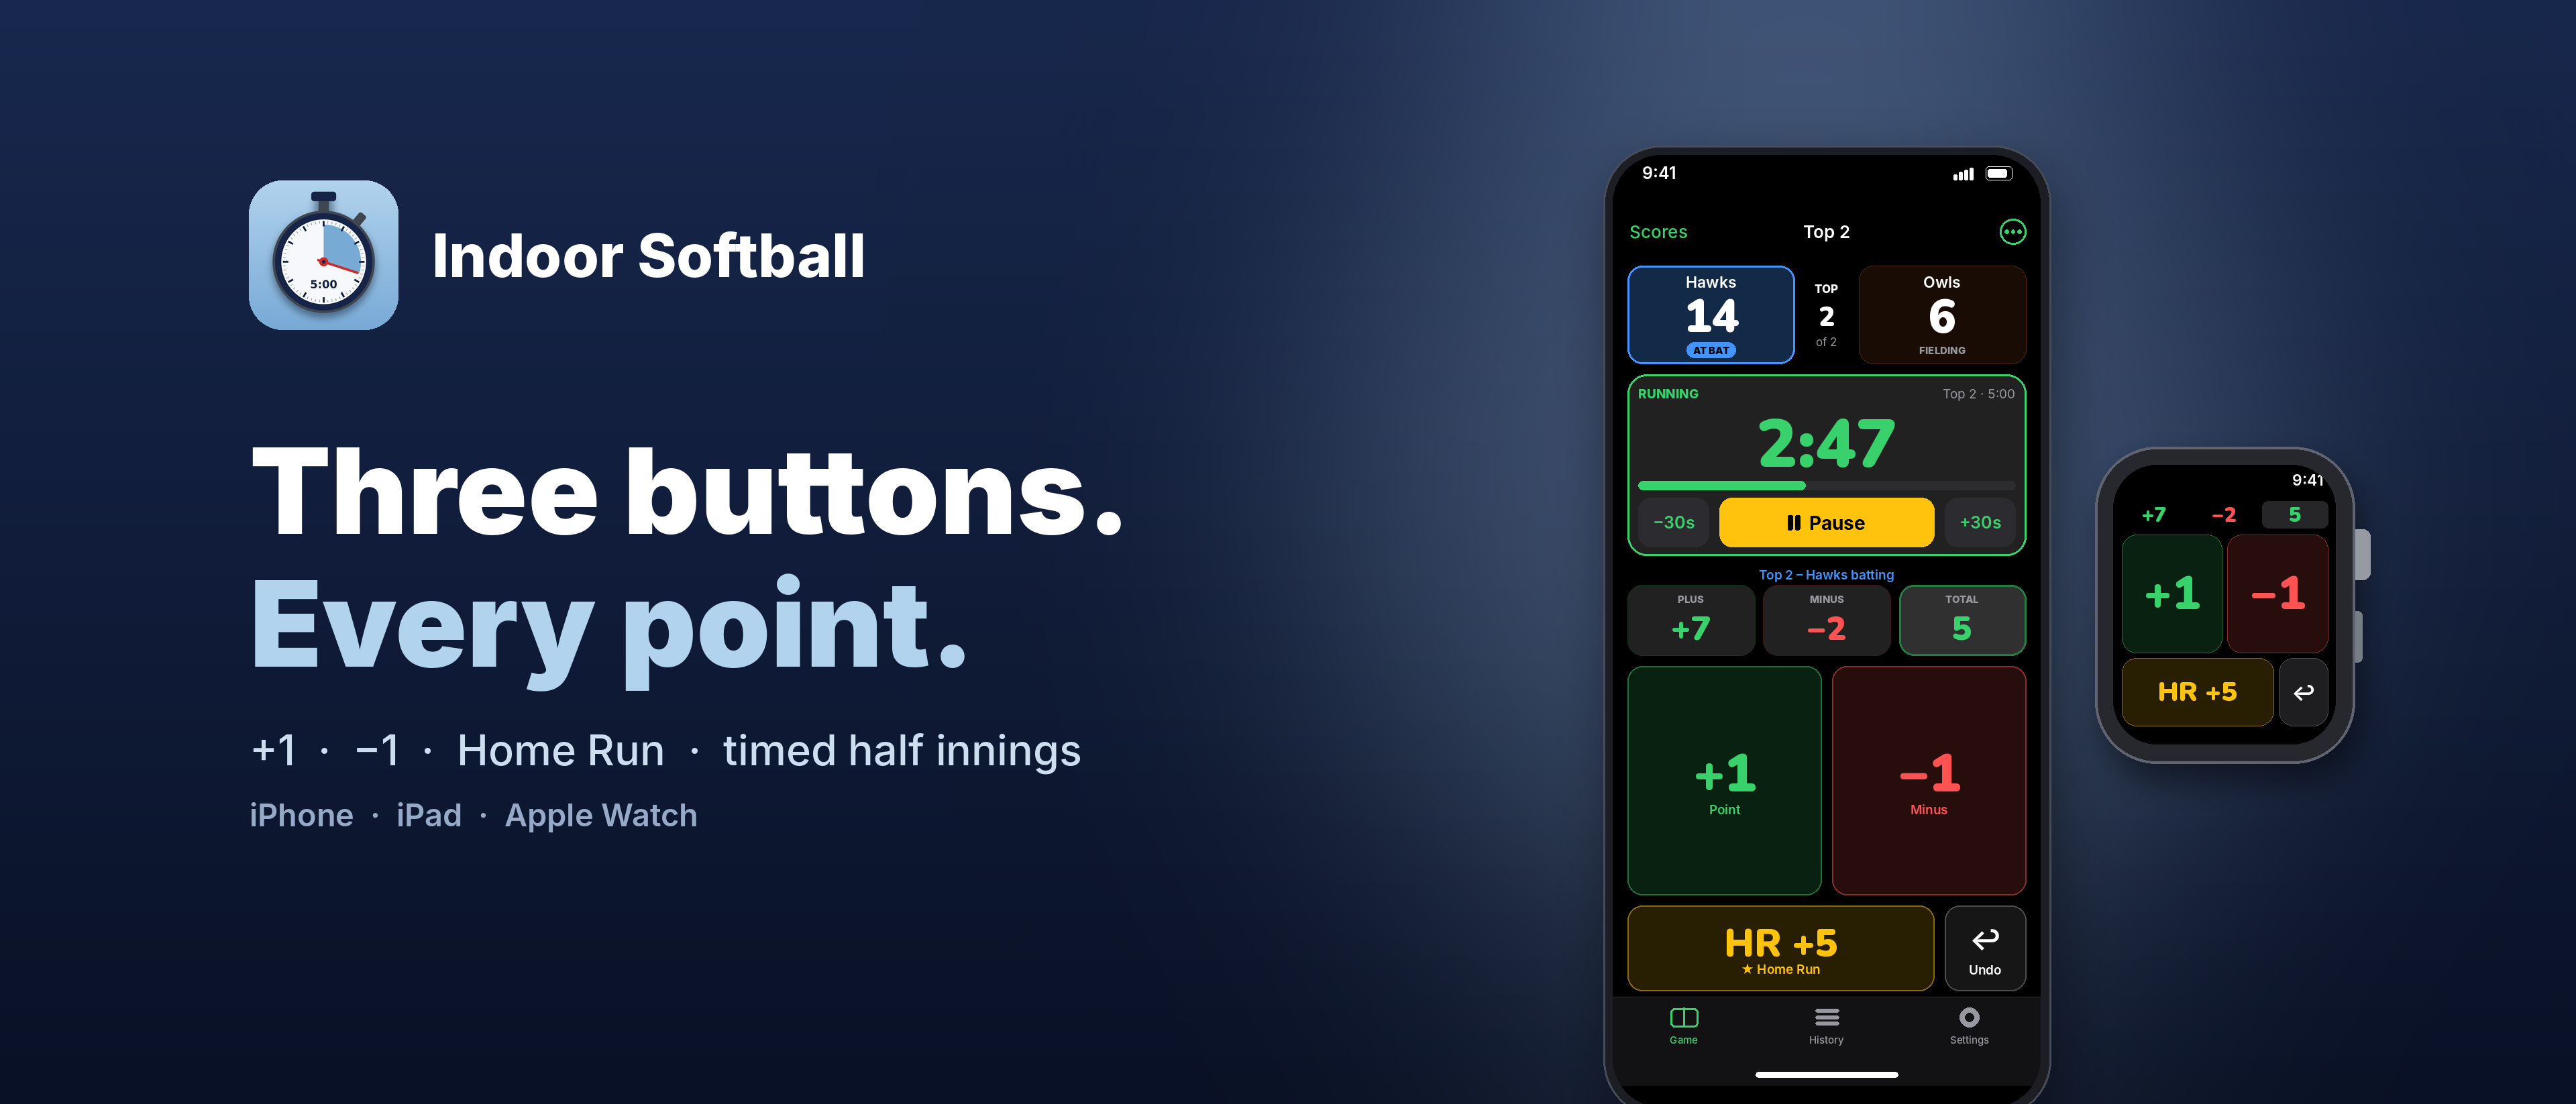 5:00
Indoor Softball
Three buttons.
Every point.
+1 · −1 · Home Run · timed half innings
iPhone · iPad · Apple Watch
9:41
Scores
Top 2
Hawks
14
AT BAT
TOP
2
of 2
Owls
6
FIELDING
RUNNING
Top 2 · 5:00
2:47
−30s
Pause
+30s
Top 2 – Hawks batting
PLUS
+7
MINUS
−2
TOTAL
5
+1
Point
−1
Minus
HR +5
★ Home Run
Undo
Game
History
Settings
9:41
+7
−2
5
+1
−1
HR +5